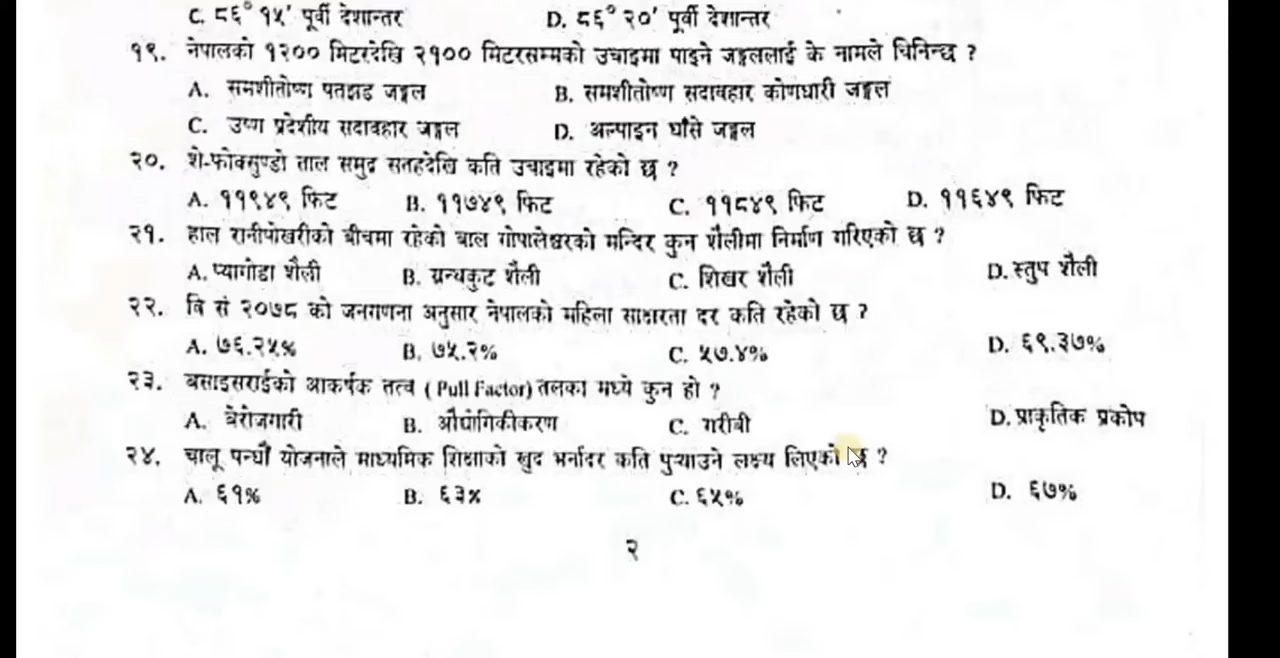 C. ८६° १५' पूर्वी देशान्तर D. ८६° २०' पूर्वी देशान्तर
१९. नेपालको १२०० मिटरदेखि २१०० मिटरसम्मको उचाइमा पाइने जङ्गललाई के नामले चिनिन्छ ?
A. समशीतोष्ण पतझड जङ्गल B. समशीतोष्ण सदावहार कोणधारी जङ्गल
C. उष्ण प्रदेशीय सदावहार जङ्गल D. अल्पाइन घाँसे जङ्गल
२०. शे-फोक्सुण्डो ताल समुद्र सतहदेखि कति उचाइमा रहेको छ ?
A. ११९४९ फिट B. ११७४९ फिट C. ११८४९ फिट D. ११६४९ फिट
२१. हाल रानीपोखरीको बीचमा रहेको बाल गोपालेश्वरको मन्दिर कुन शैलीमा निर्माण गरिएको छ ?
A. प्यागोडा शैली B. ग्रन्थकुट शैली C. शिखर शैली D. स्तुप शैली
२२. वि सं २०७८ को जनगणना अनुसार नेपालको महिला साक्षरता दर कति रहेको छ ?
A. ७६.२५% B. ७५.२% C. ५७.४% D. ६९.३७%
२३. बसाइसराईको आकर्षक तत्व ( Pull Factor) तलका मध्ये कुन हो ?
A. बेरोजगारी B. औद्योगिकीकरण C. गरीबी D. प्राकृतिक प्रकोप
२४. चालू पन्ध्रौं योजनाले माध्यमिक शिक्षाको खुद भर्नादर कति पुऱ्याउने लक्ष्य लिएको छ ?
A. ६१% B. ६३% C. ६५% D. ६७%
२